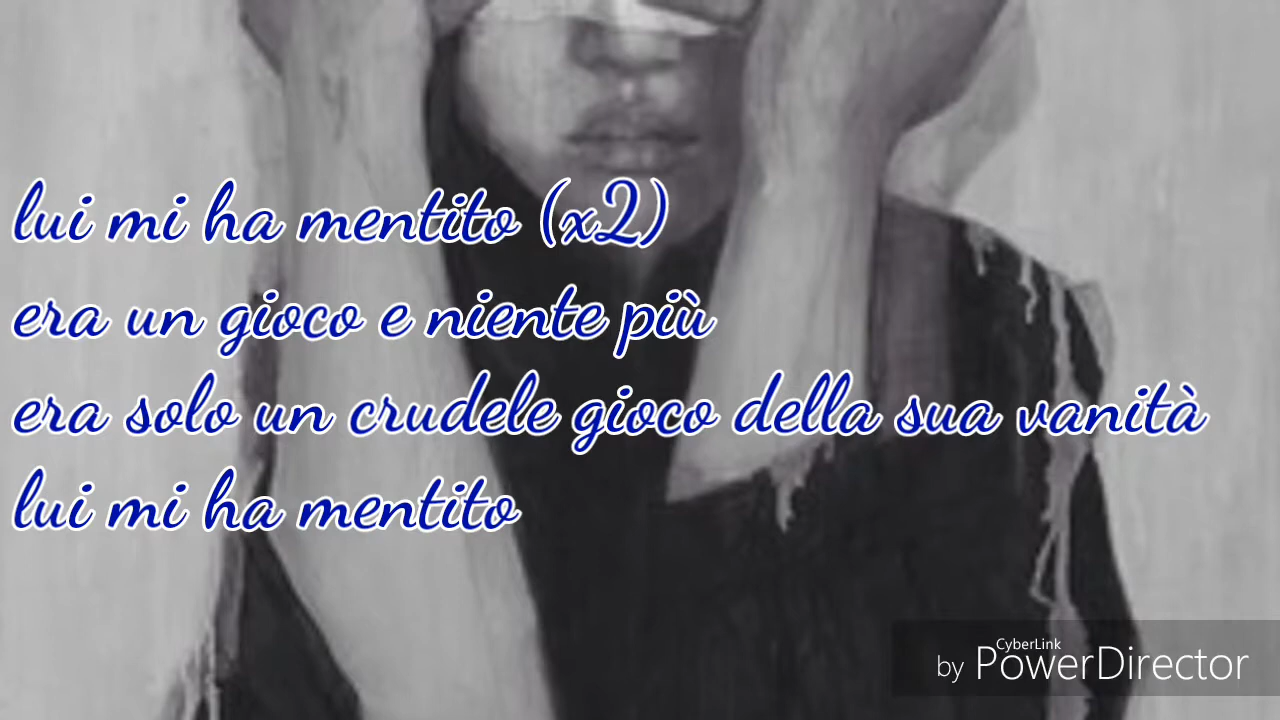 lui mi ha mentito (x2)
era un gioco e niente più
era solo un crudele gioco della sua vanità
lui mi ha mentito
CyberLink
by PowerDirector